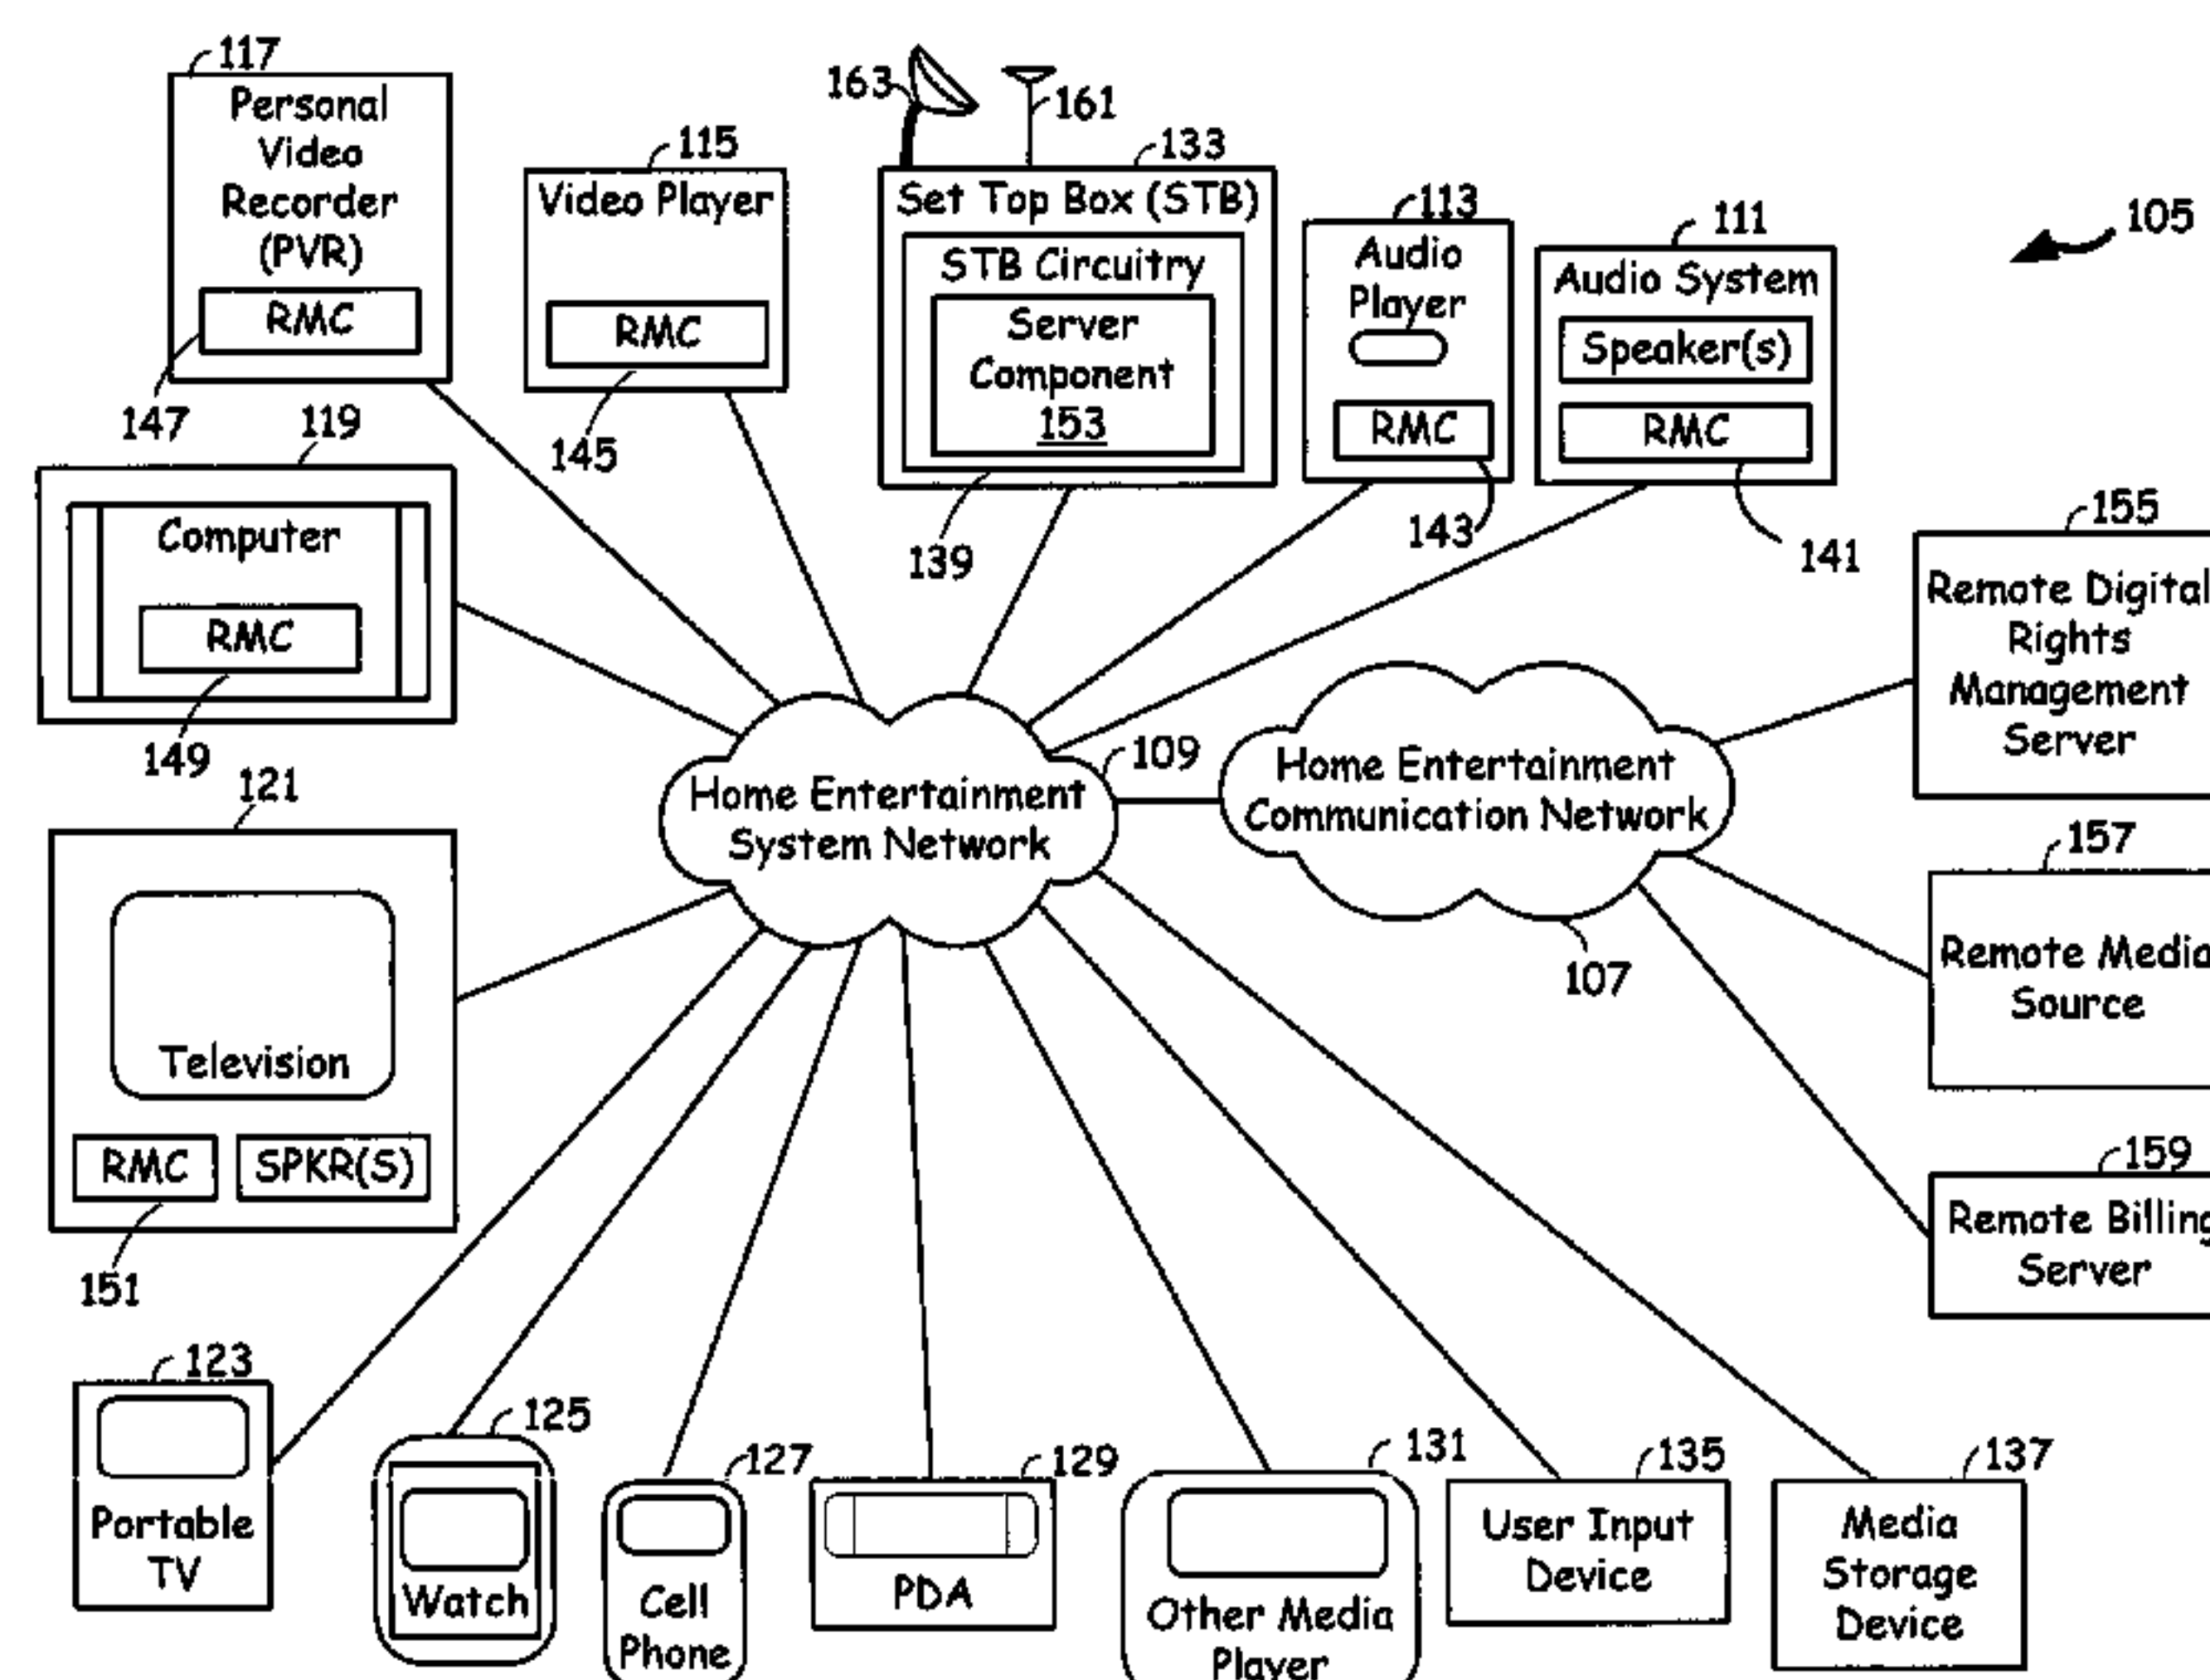 117
Personal
Video
Recorder
(PVR)
RMC
147
115
Video Player
RMC
145
163
161
133
Set Top Box (STB)
STB Circuitry
Server
Component
153
139
113
Audio
Player
RMC
143
111
Audio System
Speaker(s)
RMC
141
105
119
Computer
RMC
149
155
Remote Digital
Rights
Management
Server
109
Home Entertainment
System Network
Home Entertainment
Communication Network
107
121
Television
RMC
SPKR(S)
151
157
Remote Media
Source
159
Remote Billing
Server
123
Portable
TV
125
Watch
127
Cell
Phone
129
PDA
131
Other Media
Player
135
User Input
Device
137
Media
Storage
Device